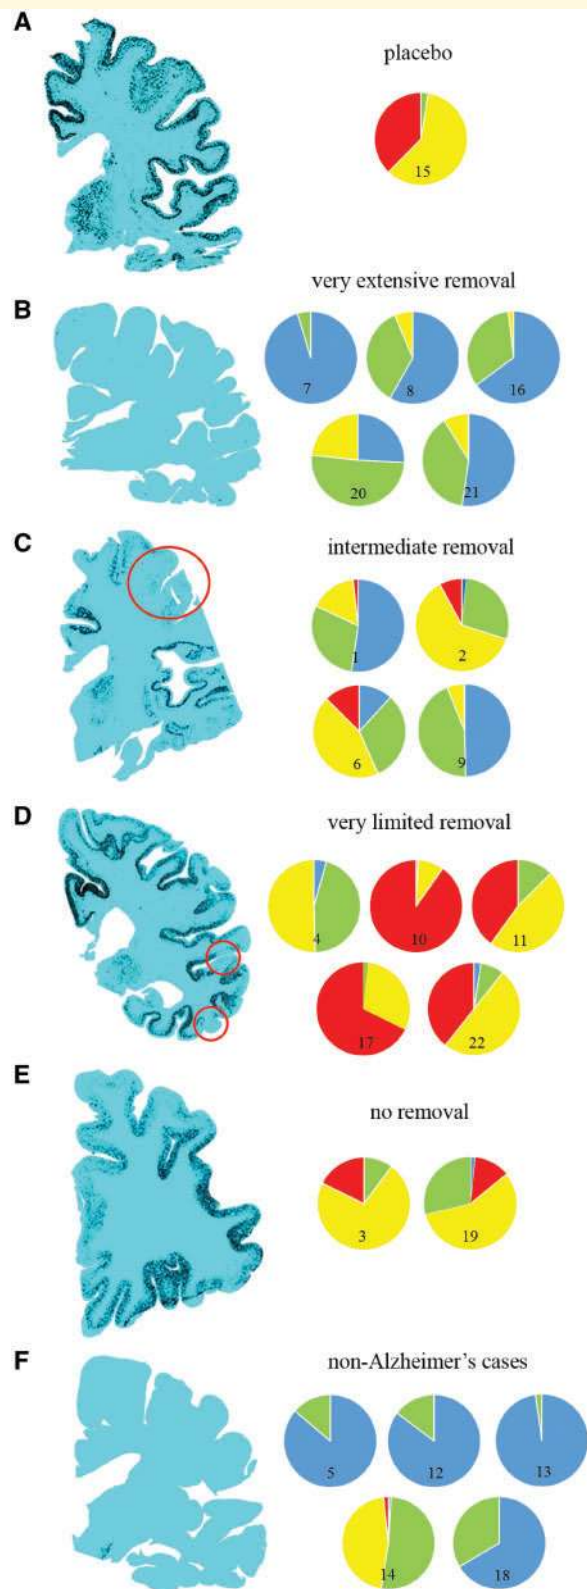 A
placebo
15
very extensive removal
B
7 8 16
20 21
C
intermediate removal
1 2
6 9
D
very limited removal
4 10 11
17 22
E
no removal
3 19
F
non-Alzheimer's cases
5 12 13
14 18